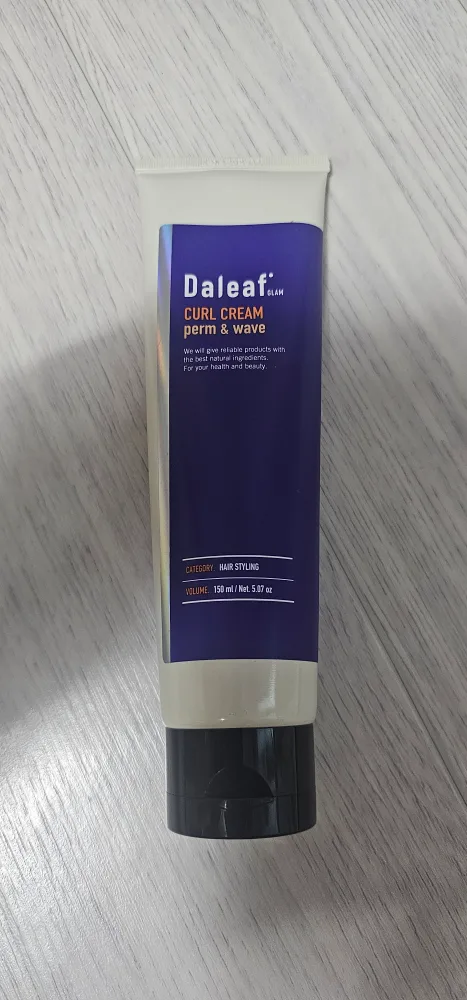 Daleaf GLAM
CURL CREAM
perm & wave
We will give reliable products with
the best natural ingredients.
For your health and beauty.
CATEGORY. HAIR STYLING
VOLUME. 150 ml / Net. 5.07 oz